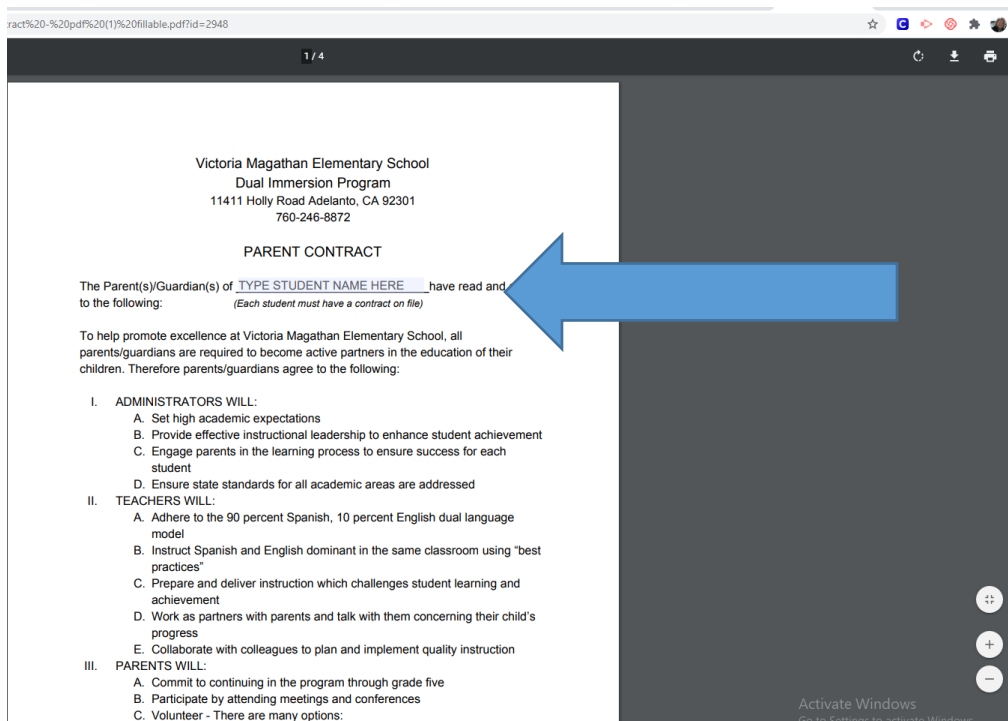 ract%20-%20pdf%20(1)%20fillable.pdf?id=2948
1 / 4
Victoria Magathan Elementary School
Dual Immersion Program
11411 Holly Road Adelanto, CA 92301
760-246-8872
PARENT CONTRACT
The Parent(s)/Guardian(s) of _TYPE STUDENT NAME HERE___have read and
to the following: (Each student must have a contract on file)
To help promote excellence at Victoria Magathan Elementary School, all
parents/guardians are required to become active partners in the education of their
children. Therefore parents/guardians agree to the following:
I. ADMINISTRATORS WILL:
A. Set high academic expectations
B. Provide effective instructional leadership to enhance student achievement
C. Engage parents in the learning process to ensure success for each
student
D. Ensure state standards for all academic areas are addressed
II. TEACHERS WILL:
A. Adhere to the 90 percent Spanish, 10 percent English dual language
model
B. Instruct Spanish and English dominant in the same classroom using “best
practices”
C. Prepare and deliver instruction which challenges student learning and
achievement
D. Work as partners with parents and talk with them concerning their child’s
progress
E. Collaborate with colleagues to plan and implement quality instruction
III. PARENTS WILL:
A. Commit to continuing in the program through grade five
B. Participate by attending meetings and conferences
C. Volunteer - There are many options:
Activate Windows
Go to Settings to activate Windows